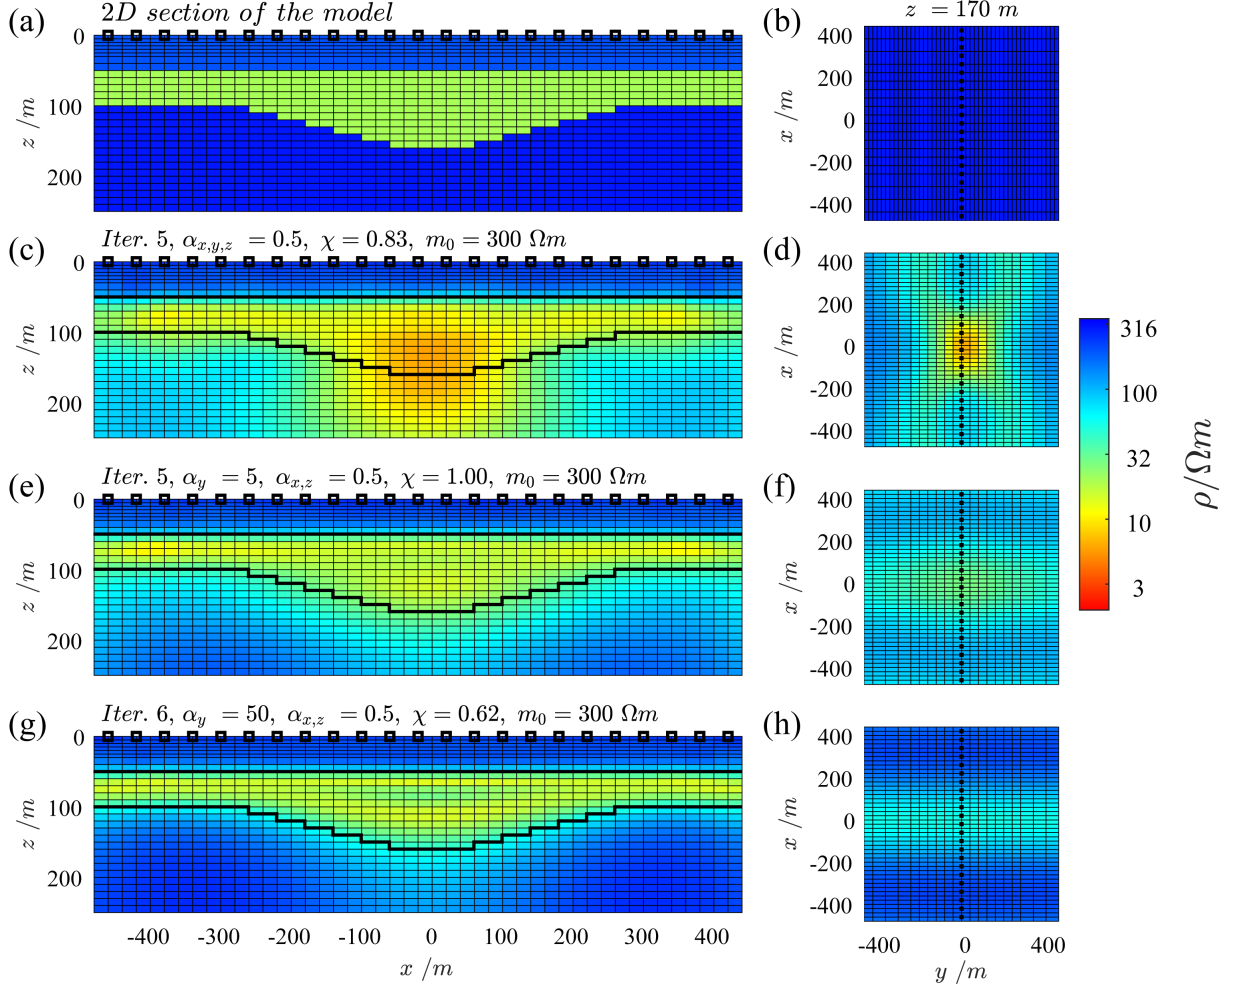 (a) 2D section of the model
0
100
200
z /m
(b) z = 170 m
400
200
0
-200
-400
x /m
(c) Iter. 5, αx,y,z = 0.5, χ = 0.83, m0 = 300 Ωm
0
100
200
z /m
(d)
400
200
0
-200
-400
x /m
(e) Iter. 5, αy = 5, αx,z = 0.5, χ = 1.00, m0 = 300 Ωm
0
100
200
z /m
(f)
400
200
0
-200
-400
x /m
(g) Iter. 6, αy = 50, αx,z = 0.5, χ = 0.62, m0 = 300 Ωm
0
100
200
z /m
-400 -300 -200 -100 0 100 200 300 400
x /m
(h)
400
200
0
-200
-400
x /m
-400 0 400
y /m
316
100
32
10
3
ρ/Ωm